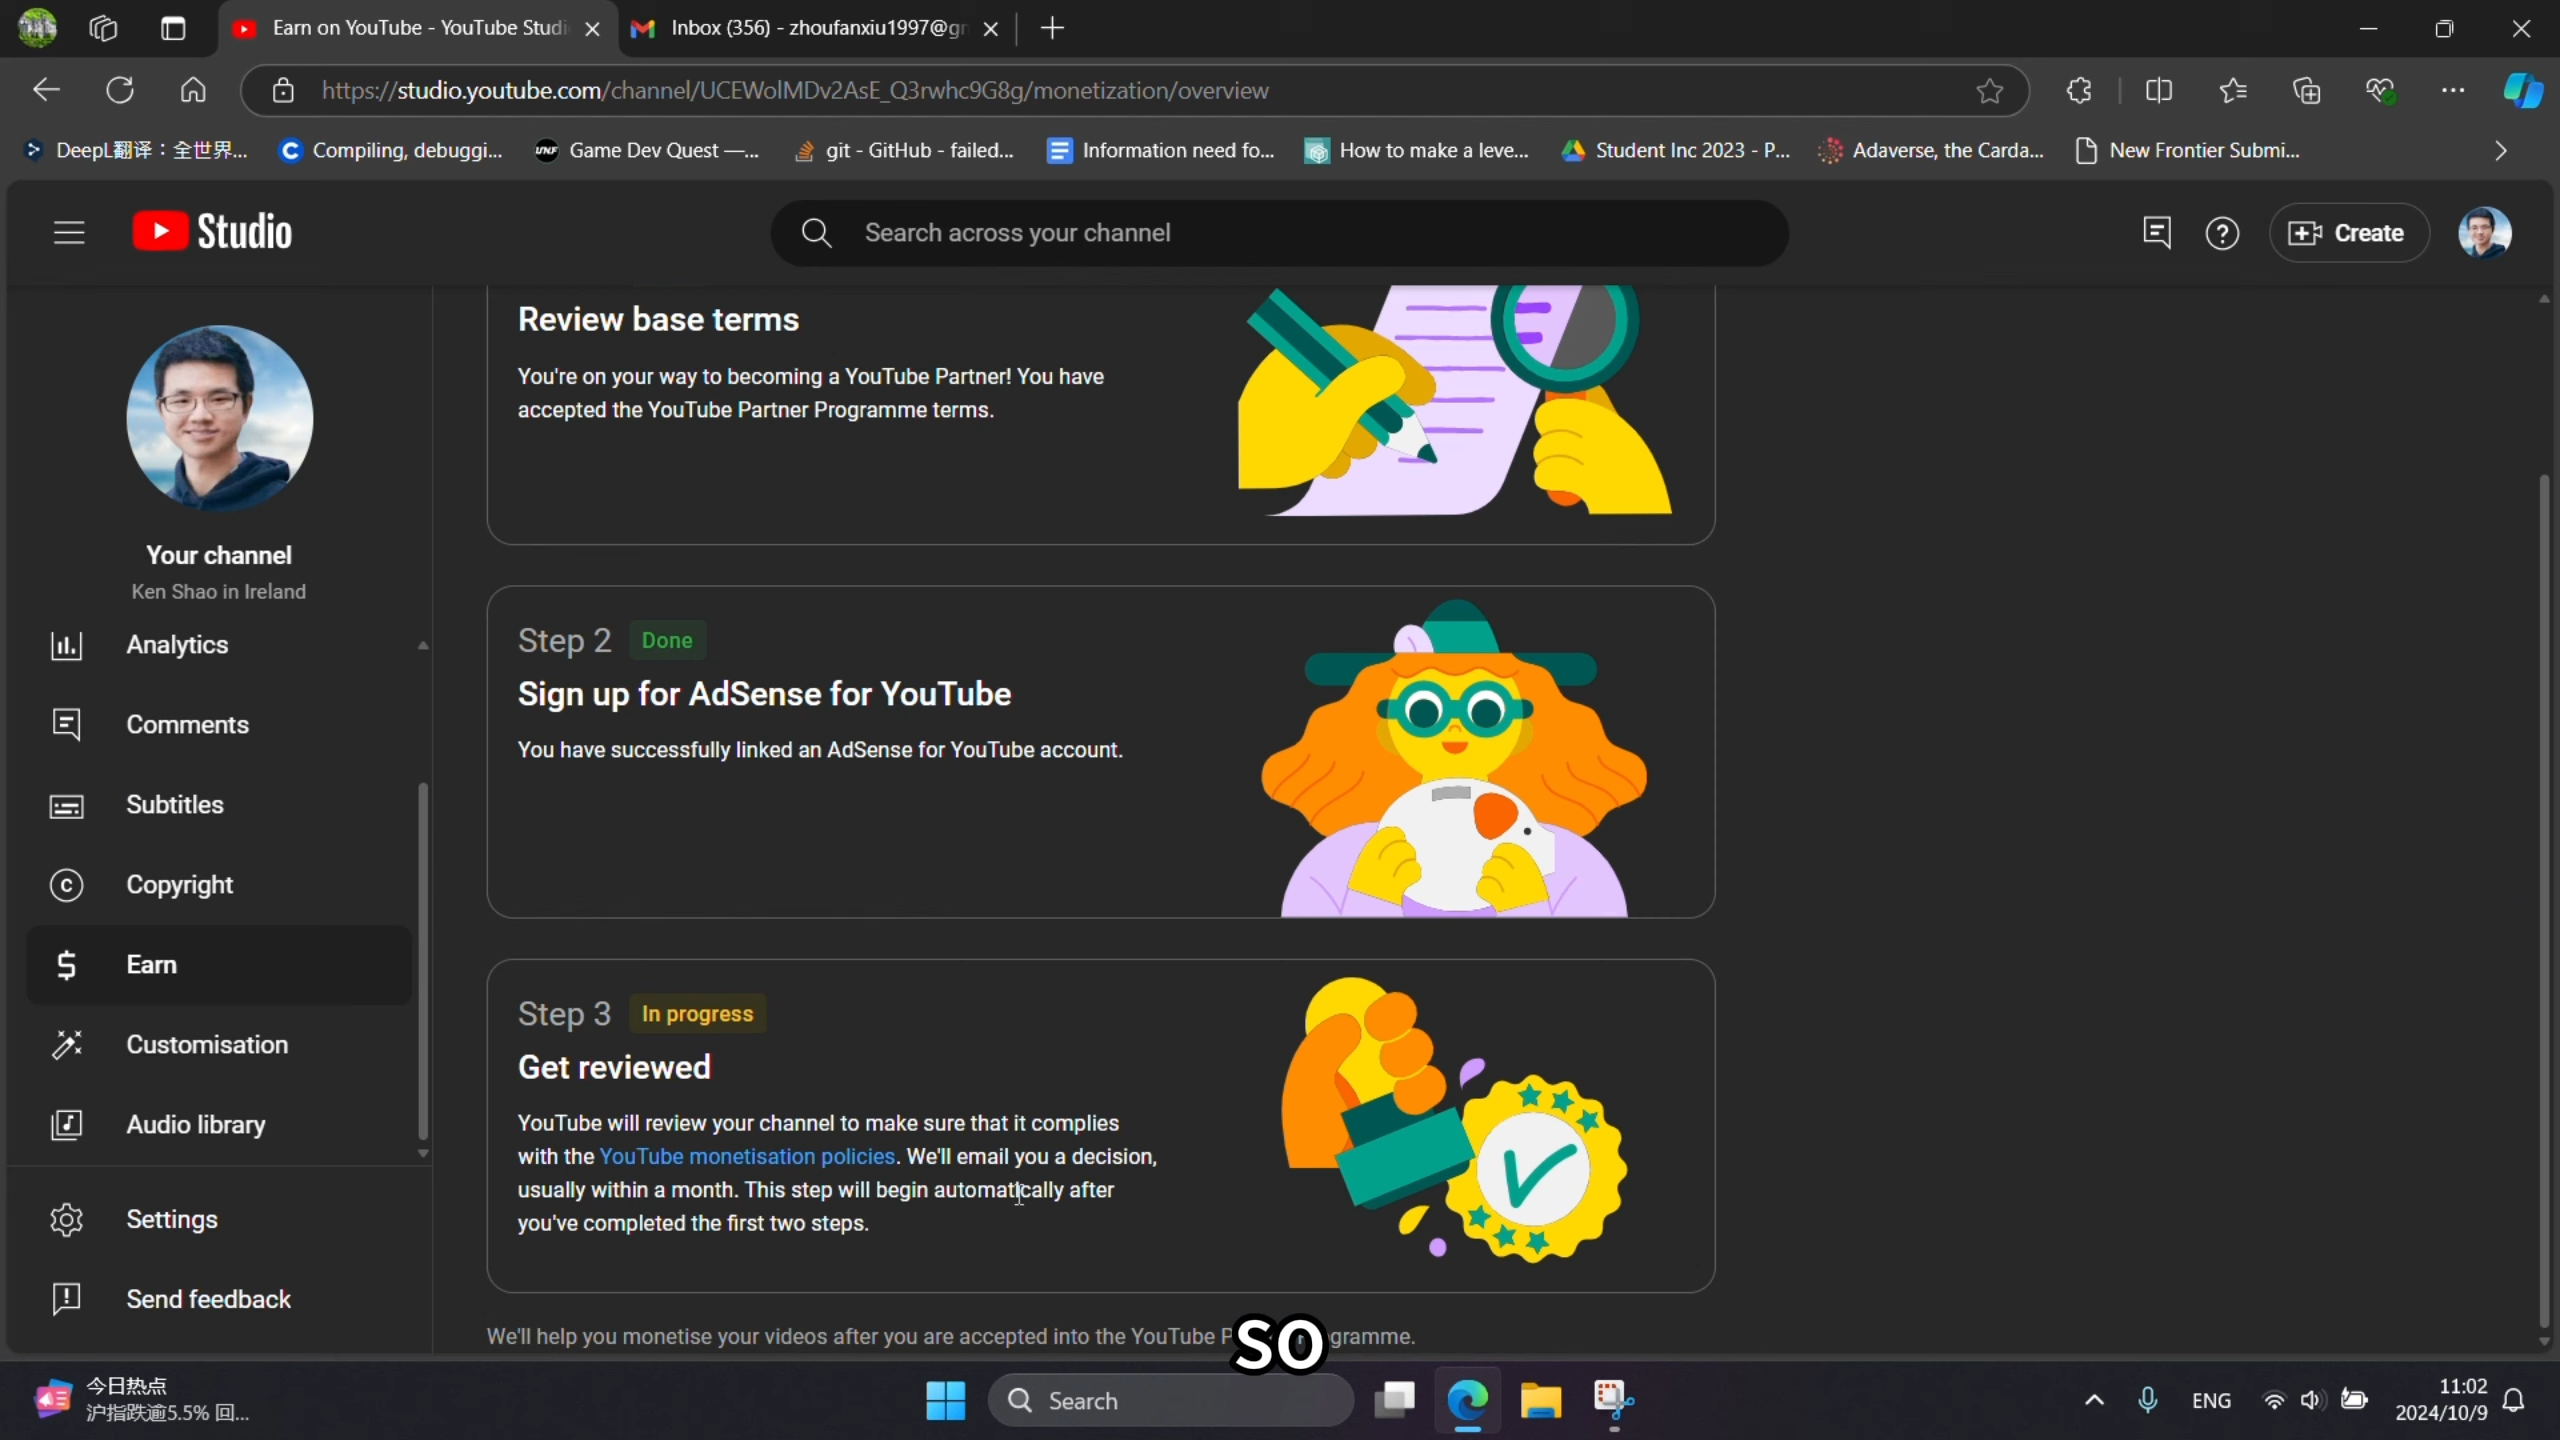 Earn on YouTube - YouTube Studi
Inbox (356) - zhoufanxiu1997@gm
https://studio.youtube.com/channel/UCEWolMDv2AsE_Q3rwhc9G8g/monetization/overview
DeepL翻译：全世界...
Compiling, debuggi...
Game Dev Quest —...
git - GitHub - failed...
Information need fo...
How to make a leve...
Student Inc 2023 - P...
Adaverse, the Carda...
New Frontier Submi...
Studio
Search across your channel
Create
Your channel
Ken Shao in Ireland
Analytics
Comments
Subtitles
Copyright
Earn
Customisation
Audio library
Settings
Send feedback
Review base terms
You're on your way to becoming a YouTube Partner! You have
accepted the YouTube Partner Programme terms.
Step 2 Done
Sign up for AdSense for YouTube
You have successfully linked an AdSense for YouTube account.
Step 3 In progress
Get reviewed
YouTube will review your channel to make sure that it complies
with the YouTube monetisation policies. We'll email you a decision,
usually within a month. This step will begin automatically after
you've completed the first two steps.
We'll help you monetise your videos after you are accepted into the YouTube P gramme.
SO
今日热点
沪指跌逾5.5% 回...
Search
ENG
11:02
2024/10/9